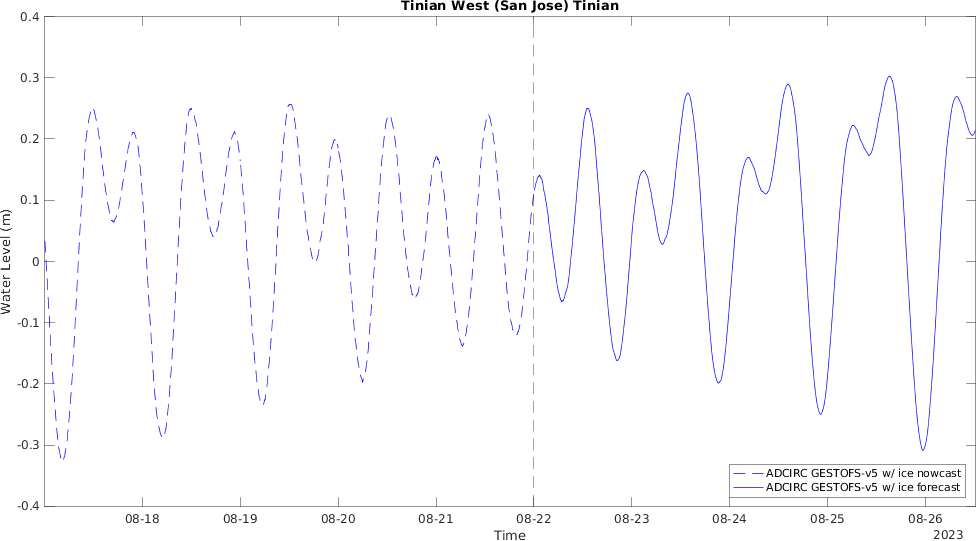 Tinian West (San Jose) Tinian
0.4
0.3
0.2
0.1
0
-0.1
-0.2
-0.3
-0.4
Water Level (m)
ADCIRC GESTOFS-v5 w/ ice nowcast
ADCIRC GESTOFS-v5 w/ ice forecast
08-18 08-19 08-20 08-21 08-22 08-23 08-24 08-25 08-26
Time
2023